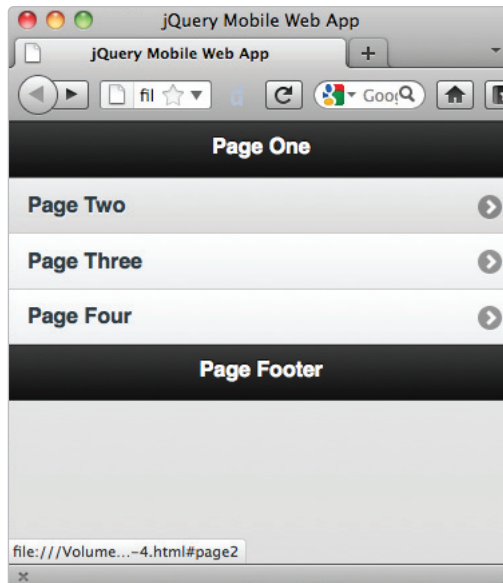 jQuery Mobile Web App
jQuery Mobile Web App
fil
Goog
Page One
Page Two
Page Three
Page Four
Page Footer
file:///Volume...-4.html#page2